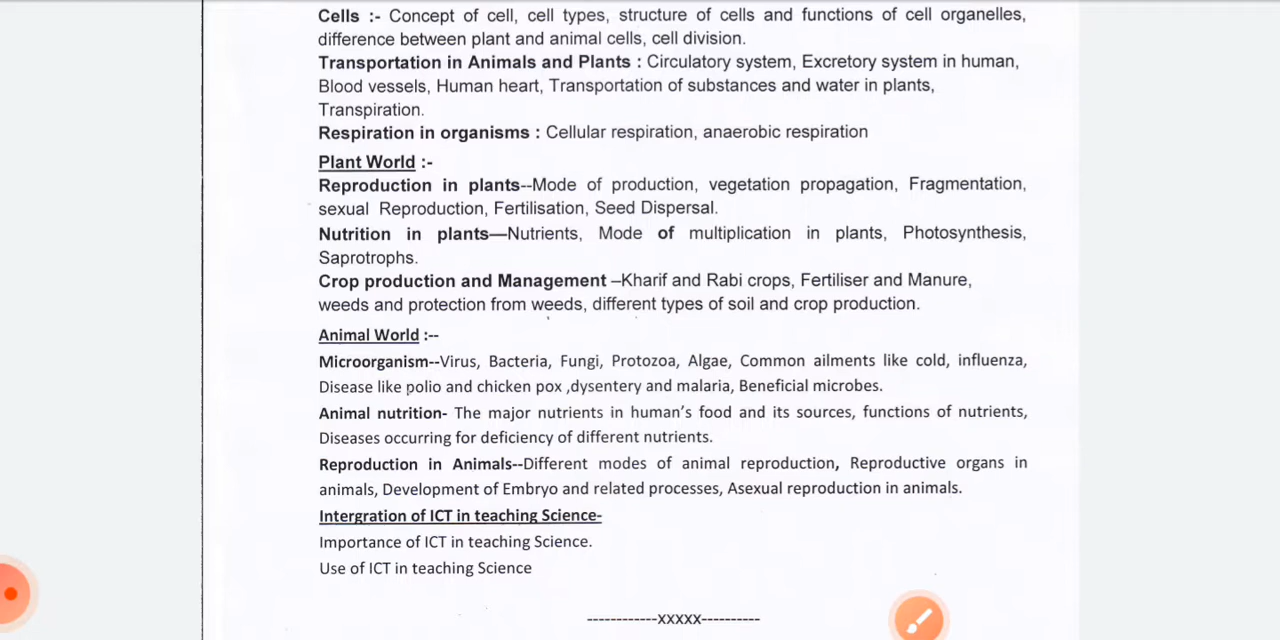 Cells :- Concept of cell, cell types, structure of cells and functions of cell organelles,
difference between plant and animal cells, cell division.
Transportation in Animals and Plants : Circulatory system, Excretory system in human,
Blood vessels, Human heart, Transportation of substances and water in plants,
Transpiration.
Respiration in organisms : Cellular respiration, anaerobic respiration
Plant World :-
Reproduction in plants--Mode of production, vegetation propagation, Fragmentation,
sexual Reproduction, Fertilisation, Seed Dispersal.
Nutrition in plants—Nutrients, Mode of multiplication in plants, Photosynthesis,
Saprotrophs.
Crop production and Management –Kharif and Rabi crops, Fertiliser and Manure,
weeds and protection from weeds, different types of soil and crop production.
Animal World :--
Microorganism--Virus, Bacteria, Fungi, Protozoa, Algae, Common ailments like cold, influenza,
Disease like polio and chicken pox ,dysentery and malaria, Beneficial microbes.
Animal nutrition- The major nutrients in human's food and its sources, functions of nutrients,
Diseases occurring for deficiency of different nutrients.
Reproduction in Animals--Different modes of animal reproduction, Reproductive organs in
animals, Development of Embryo and related processes, Asexual reproduction in animals.
Intergration of ICT in teaching Science-
Importance of ICT in teaching Science.
Use of ICT in teaching Science
------------XXXXX----------